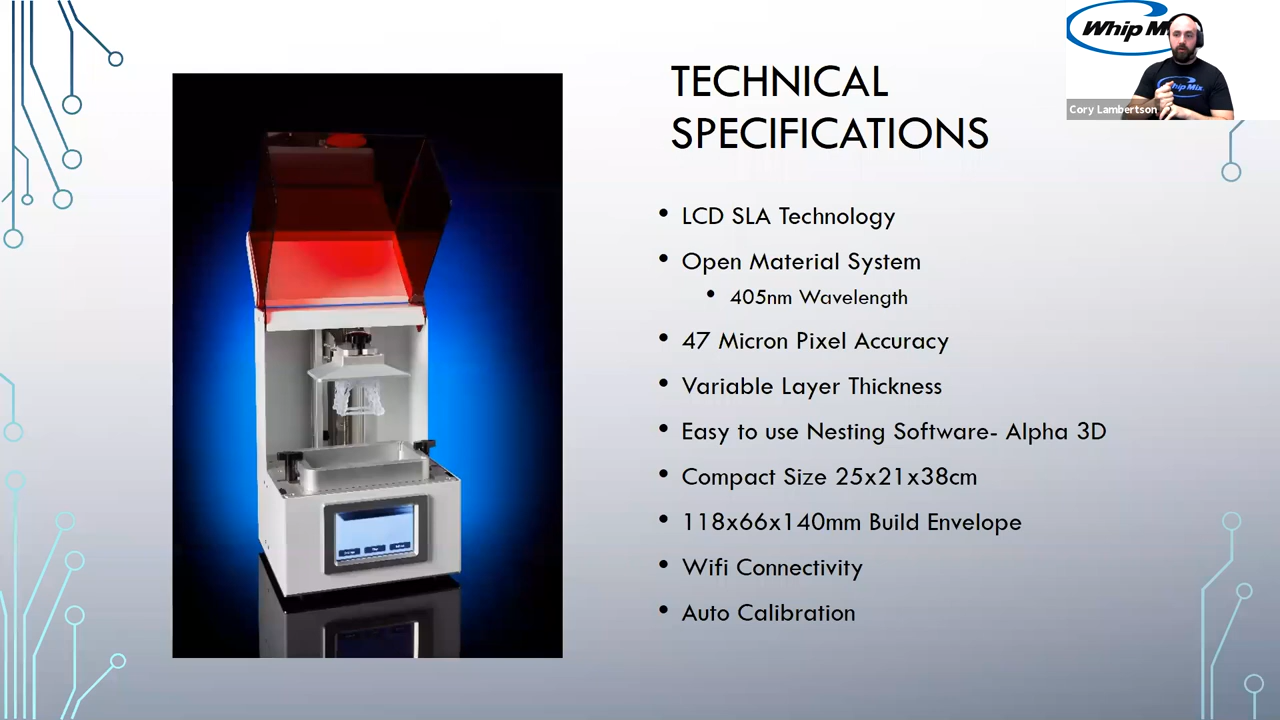 Whip M
Whip Mix
Cory Lambertson
TECHNICAL
SPECIFICATIONS
• LCD SLA Technology
• Open Material System
• 405nm Wavelength
• 47 Micron Pixel Accuracy
• Variable Layer Thickness
• Easy to use Nesting Software- Alpha 3D
• Compact Size 25x21x38cm
• 118x66x140mm Build Envelope
• Wifi Connectivity
• Auto Calibration